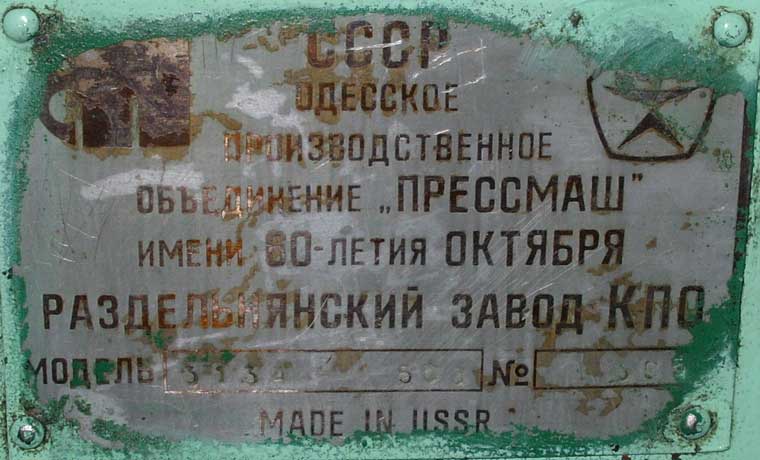 СССР
ОДЕССКОЕ
ПРОИЗВОДСТВЕННОЕ
ОБЪЕДИНЕНИЕ „ПРЕССМАШ”
ИМЕНИ 60-ЛЕТИЯ ОКТЯБРЯ
РАЗДЕЛЬНЯНСКИЙ ЗАВОД КПО
МОДЕЛЬ №
MADE IN USSR